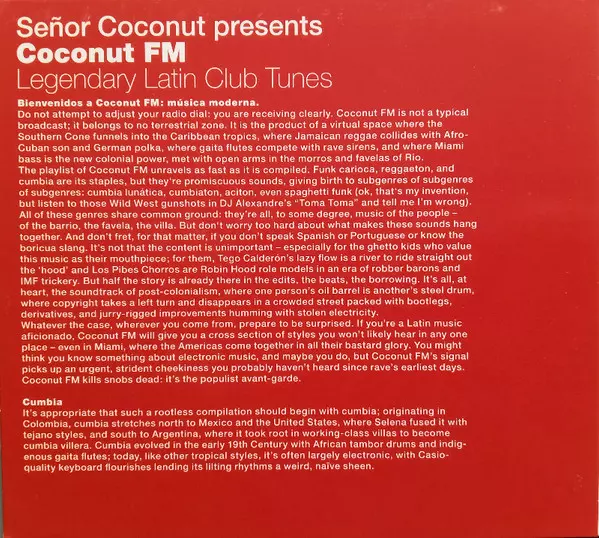 Señor Coconut presents
Coconut FM
Legendary Latin Club Tunes
Bienvenidos a Coconut FM: música moderna.
Do not attempt to adjust your radio dial: you are receiving clearly. Coconut FM is not a typical
broadcast; it belongs to no terrestrial zone. It is the product of a virtual space where the
Southern Cone funnels into the Caribbean tropics, where Jamaican reggae collides with Afro-
Cuban son and German polka, where gaita flutes compete with rave sirens, and where Miami
bass is the new colonial power, met with open arms in the morros and favelas of Rio.
The playlist of Coconut FM unravels as fast as it is compiled. Funk carioca, reggaeton, and
cumbia are its staples, but they're promiscuous sounds, giving birth to subgenres of subgenres
of subgenres: cumbia lunática, cumbiaton, aciton, even spaghetti funk (ok, that's my invention,
but listen to those Wild West gunshots in DJ Alexandre's "Toma Toma" and tell me I'm wrong).
All of these genres share common ground: they're all, to some degree, music of the people –
of the barrio, the favela, the villa. But don't worry too hard about what makes these sounds hang
together. And don't fret, for that matter, if you don't speak Spanish or Portuguese or know the
boricua slang. It's not that the content is unimportant – especially for the ghetto kids who value
this music as their mouthpiece; for them, Tego Calderón's lazy flow is a river to ride straight out
the 'hood' and Los Pibes Chorros are Robin Hood role models in an era of robber barons and
IMF trickery. But half the story is already there in the edits, the beats, the borrowing. It's all, at
heart, the soundtrack of post-colonialism, where one person's oil barrel is another's steel drum,
where copyright takes a left turn and disappears in a crowded street packed with bootlegs,
derivatives, and jurry-rigged improvements humming with stolen electricity.
Whatever the case, wherever you come from, prepare to be surprised. If you're a Latin music
aficionado, Coconut FM will give you a cross section of styles you won't likely hear in any one
place – even in Miami, where the Americas come together in all their bastard glory. You might
think you know something about electronic music, and maybe you do, but Coconut FM's signal
picks up an urgent, strident cheekiness you probably haven't heard since rave's earliest days.
Coconut FM kills snobs dead: it's the populist avant-garde.
Cumbia
It's appropriate that such a rootless compilation should begin with cumbia; originating in
Colombia, cumbia stretches north to Mexico and the United States, where Selena fused it with
tejano styles, and south to Argentina, where it took root in working-class villas to become
cumbia villera. Cumbia evolved in the early 19th Century with African tambor drums and indig-
enous gaita flutes; today, like other tropical styles, it's often largely electronic, with Casio-
quality keyboard flourishes lending its lilting rhythms a weird, naïve sheen.